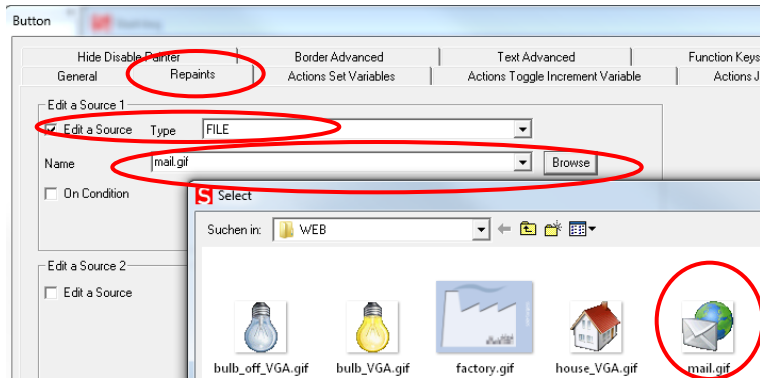 Button
Hide Disable Painter Border Advanced Text Advanced Function Keys
General Repaints Actions Set Variables Actions Toggle Increment Variable Actions J
Edit a Source 1
Edit a Source Type FILE
Name mail.gif Browse
On Condition
S Select
Suchen in: WEB
Edit a Source 2
Edit a Source
bulb_off_VGA.gif bulb_VGA.gif factory.gif house_VGA.gif mail.gif